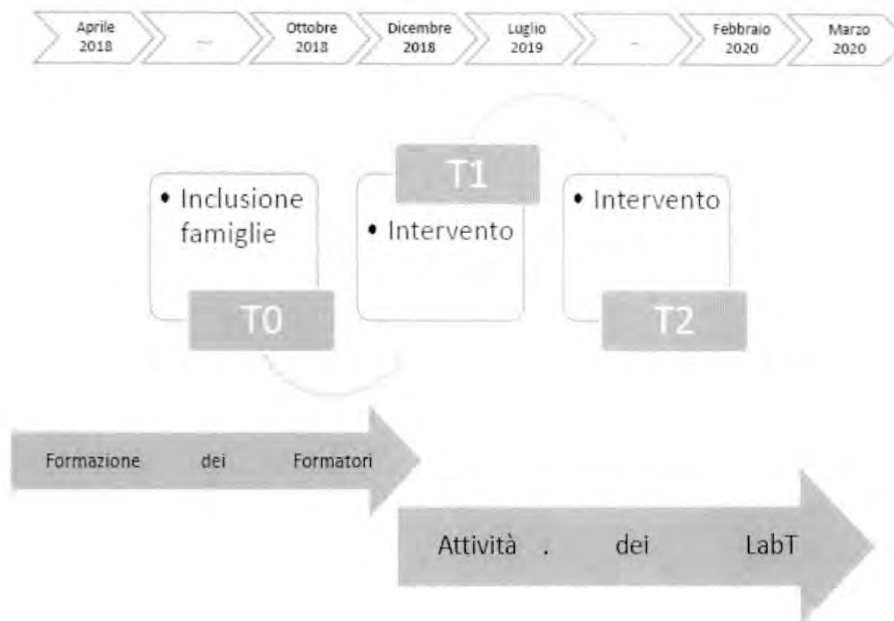 Aprile
2018
...
Ottobre
2018
Dicembre
2018
Luglio
2019
...
Febbraio
2020
Marzo
2020
• Inclusione
famiglie
T0
T1
• Intervento
• Intervento
T2
Formazione dei Formatori
Attività . dei LabT